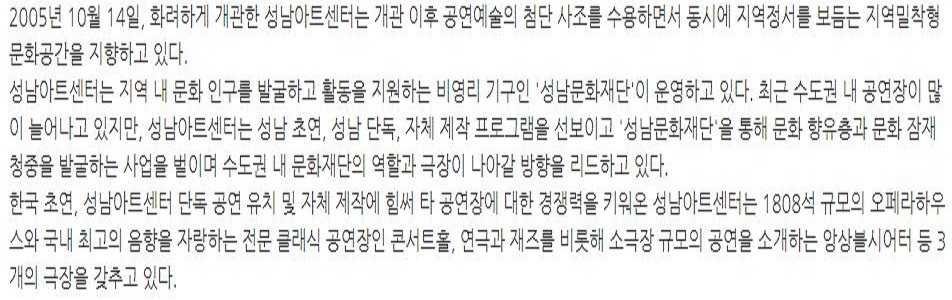 2005년 10월 14일, 화려하게 개관한 성남아트센터는 개관 이후 공연예술의 첨단 사조를 수용하면서 동시에 지역정서를 보듬는 지역밀착형
문화공간을 지향하고 있다.
성남아트센터는 지역 내 문화 인구를 발굴하고 활동을 지원하는 비영리 기구인 '성남문화재단'이 운영하고 있다. 최근 수도권 내 공연장이 많
이 늘어나고 있지만, 성남아트센터는 성남 초연, 성남 단독, 자체 제작 프로그램을 선보이고 '성남문화재단'을 통해 문화 향유층과 문화 잠재
청중을 발굴하는 사업을 벌이며 수도권 내 문화재단의 역할과 극장이 나아갈 방향을 리드하고 있다.
한국 초연, 성남아트센터 단독 공연 유치 및 자체 제작에 힘써 타 공연장에 대한 경쟁력을 키워온 성남아트센터는 1808석 규모의 오페라하우
스와 국내 최고의 음향을 자랑하는 전문 클래식 공연장인 콘서트홀, 연극과 재즈를 비롯해 소극장 규모의 공연을 소개하는 앙상블시어터 등 3
개의 극장을 갖추고 있다.